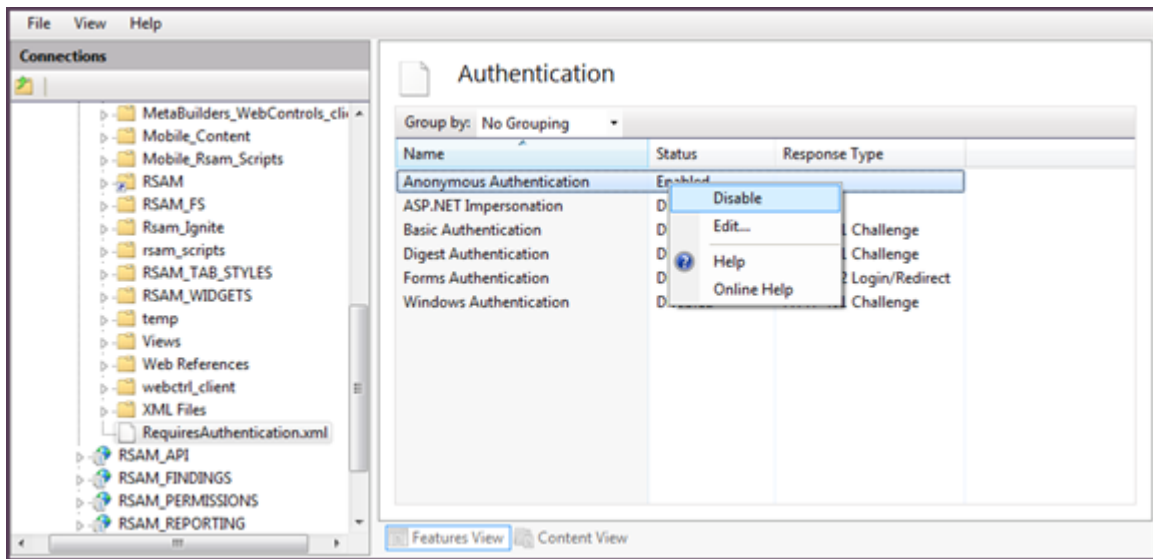 File View Help
Connections
MetaBuilders_WebControls_clie
Mobile_Content
Mobile_Rsam_Scripts
RSAM
RSAM_FS
Rsam_Ignite
rsam_scripts
RSAM_TAB_STYLES
RSAM_WIDGETS
temp
Views
Web References
webctrl_client
XML Files
RequiresAuthentication.xml
RSAM_API
RSAM_FINDINGS
RSAM_PERMISSIONS
RSAM_REPORTING
Authentication
Group by: No Grouping
Name Status Response Type
Anonymous Authentication Enabled
ASP.NET Impersonation D
Basic Authentication D Challenge
Digest Authentication D Challenge
Forms Authentication D Login/Redirect
Windows Authentication Challenge
Disable
Edit...
Help
Online Help
Features View Content View